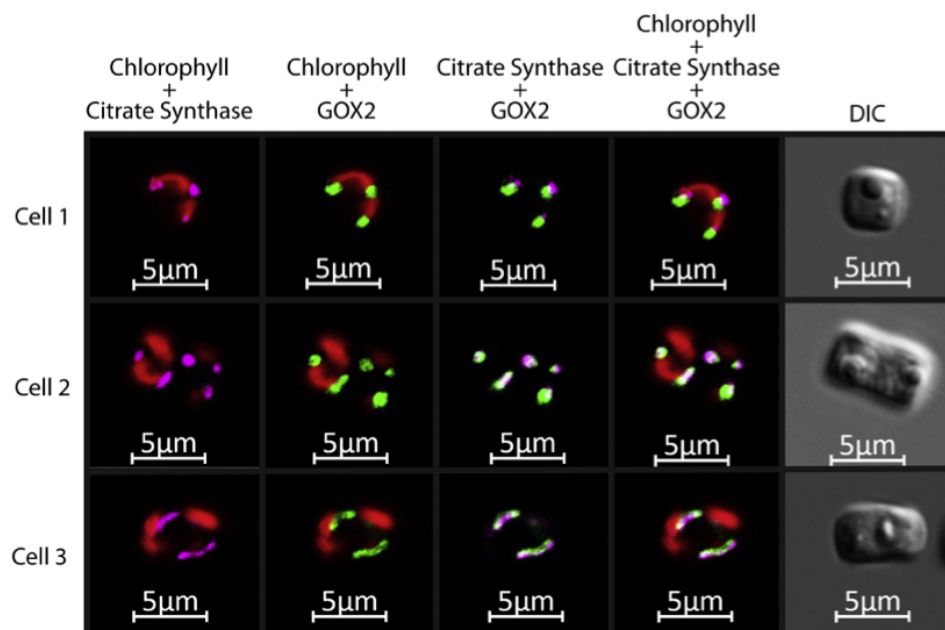 Chlorophyll
+
Citrate Synthase
Chlorophyll
+
GOX2
Citrate Synthase
+
GOX2
Chlorophyll
+
Citrate Synthase
+
GOX2
DIC
Cell 1
5µm
5µm
5µm
5µm
5µm
Cell 2
5µm
5µm
5µm
5µm
5µm
Cell 3
5µm
5µm
5µm
5µm
5µm